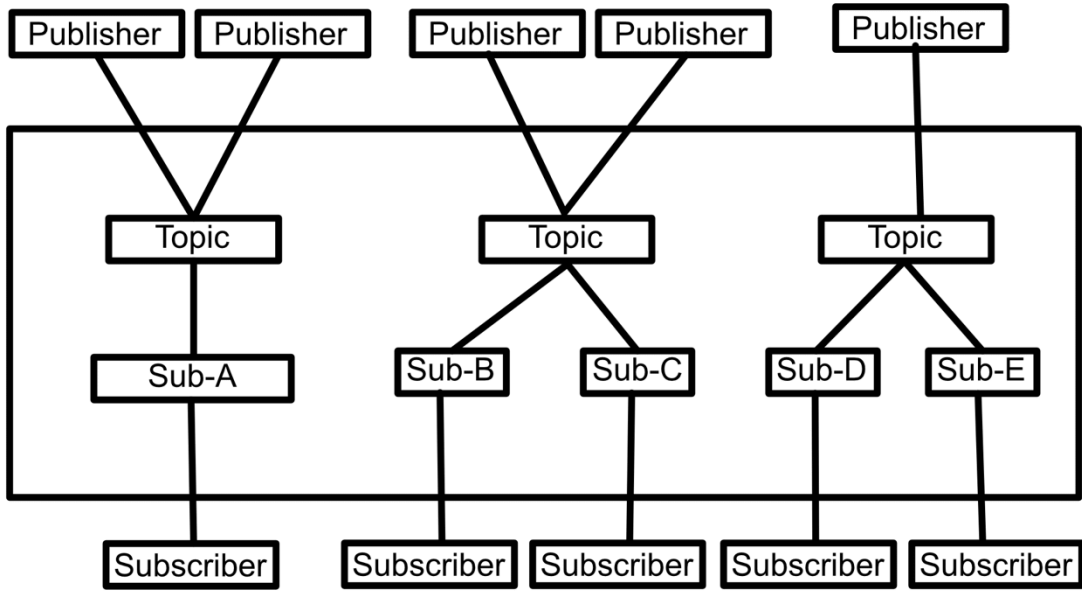 Publisher
Publisher
Publisher
Publisher
Publisher
Topic
Topic
Topic
Sub-A
Sub-B
Sub-C
Sub-D
Sub-E
Subscriber
Subscriber
Subscriber
Subscriber
Subscriber